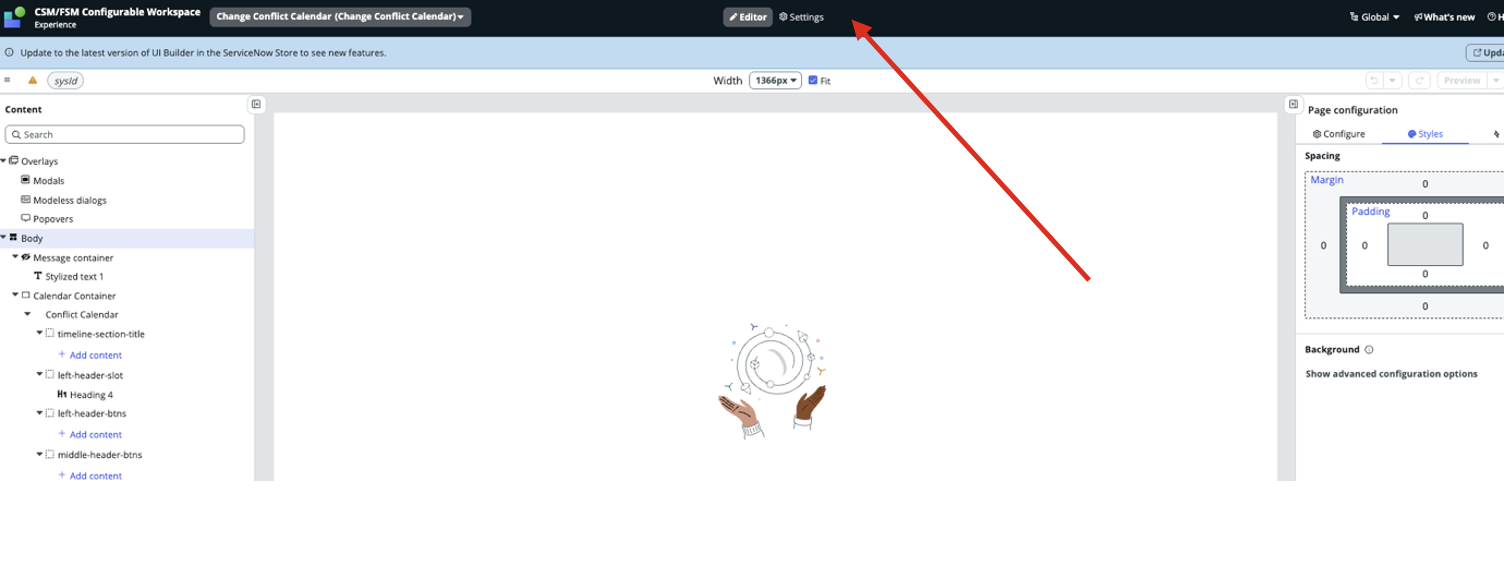 CSM/FSM Configurable Workspace
Experience
Change Conflict Calendar (Change Conflict Calendar)
Editor
Settings
Global
What's new
H
Update to the latest version of UI Builder in the ServiceNow Store to see new features.
Upda
sysId
Width
1366px
Fit
Preview
Content
Search
Overlays
Modals
Modeless dialogs
Popovers
Body
Message container
Stylized text 1
Calendar Container
Conflict Calendar
timeline-section-title
+ Add content
left-header-slot
H1 Heading 4
left-header-btns
+ Add content
middle-header-btns
+ Add content
Page configuration
Configure
Styles
Spacing
Margin
0
Padding
0
0
0
0
0
0
0
Background
Show advanced configuration options